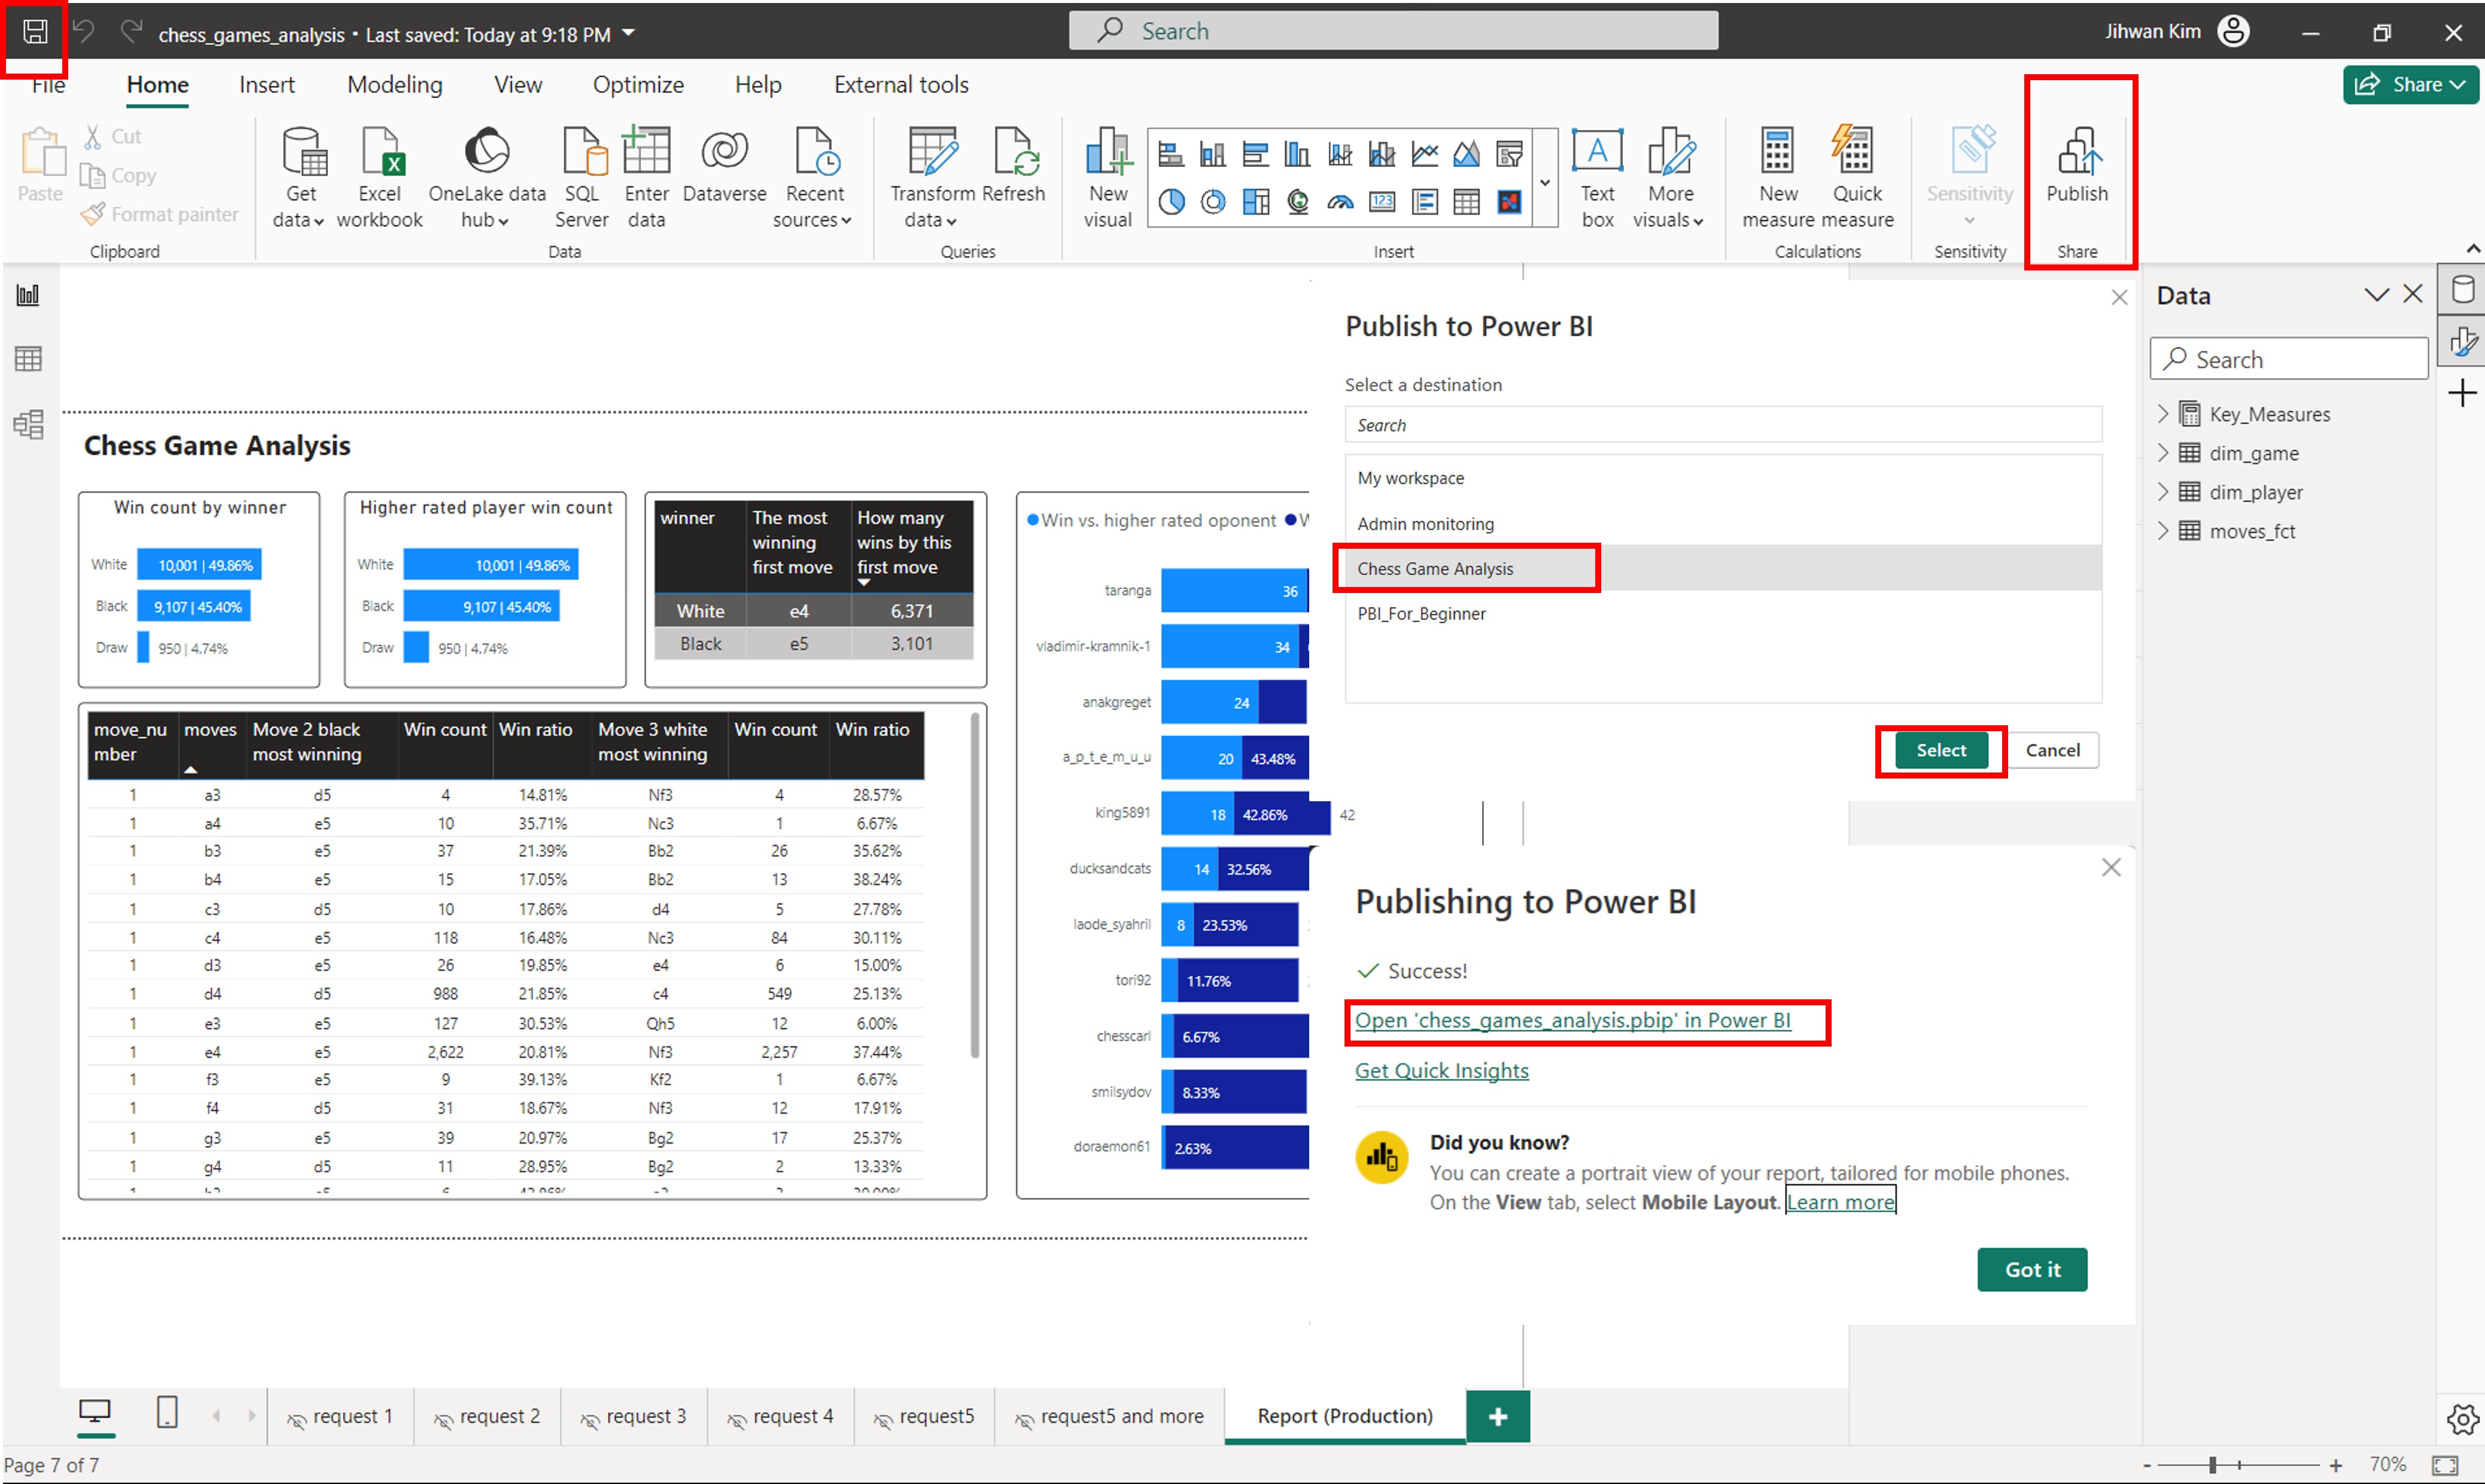 chess_games_analysis • Last saved: Today at 9:18 PM
Search
Jihwan Kim
File Home Insert Modeling View Optimize Help External tools
Share
Paste
Cut
Copy
Format painter
Clipboard
Get data
Excel workbook
OneLake data hub
SQL Server
Enter data
Dataverse
Recent sources
Data
Transform data
Refresh
Queries
New visual
123
Text box
A
More visuals
Insert
New measure
Quick measure
Calculations
Sensitivity
Sensitivity
Publish
Share
Chess Game Analysis
Win count by winner
White 10,001 | 49.86%
Black 9,107 | 45.40%
Draw 950 | 4.74%
Higher rated player win count
White 10,001 | 49.86%
Black 9,107 | 45.40%
Draw 950 | 4.74%
winner The most winning first move How many wins by this first move
White e4 6,371
Black e5 3,101
move_number moves Move 2 black most winning Win count Win ratio Move 3 white most winning Win count Win ratio
1 a3 d5 4 14.81% Nf3 4 28.57%
1 a4 e5 10 35.71% Nc3 1 6.67%
1 b3 e5 37 21.39% Bb2 26 35.62%
1 b4 e5 15 17.05% Bb2 13 38.24%
1 c3 d5 10 17.86% d4 5 27.78%
1 c4 e5 118 16.48% Nc3 84 30.11%
1 d3 e5 26 19.85% e4 6 15.00%
1 d4 d5 988 21.85% c4 549 25.13%
1 e3 e5 127 30.53% Qh5 12 6.00%
1 e4 e5 2,622 20.81% Nf3 2,257 37.44%
1 f3 e5 9 39.13% Kf2 1 6.67%
1 f4 d5 31 18.67% Nf3 12 17.91%
1 g3 e5 39 20.97% Bg2 17 25.37%
1 g4 d5 11 28.95% Bg2 2 13.33%
Win vs. higher rated oponent
taranga 36
vladimir-kramnik-1 34
anakgreget 24
a_p_t_e_m_u_u 20 43.48%
king5891 18 42.86% 42
ducksandcats 14 32.56%
laode_syahril 8 23.53%
tori92 11.76%
chesscarl 6.67%
smilsydov 8.33%
doraemon61 2.63%
Publish to Power BI
Select a destination
Search
My workspace
Admin monitoring
Chess Game Analysis
PBI_For_Beginner
Select Cancel
Publishing to Power BI
Success!
Open 'chess_games_analysis.pbip' in Power BI
Get Quick Insights
Did you know?
You can create a portrait view of your report, tailored for mobile phones.
On the View tab, select Mobile Layout. Learn more
Got it
Data
Search
Key_Measures
dim_game
dim_player
moves_fct
request 1 request 2 request 3 request 4 request5 request5 and more Report (Production)
Page 7 of 7
70%